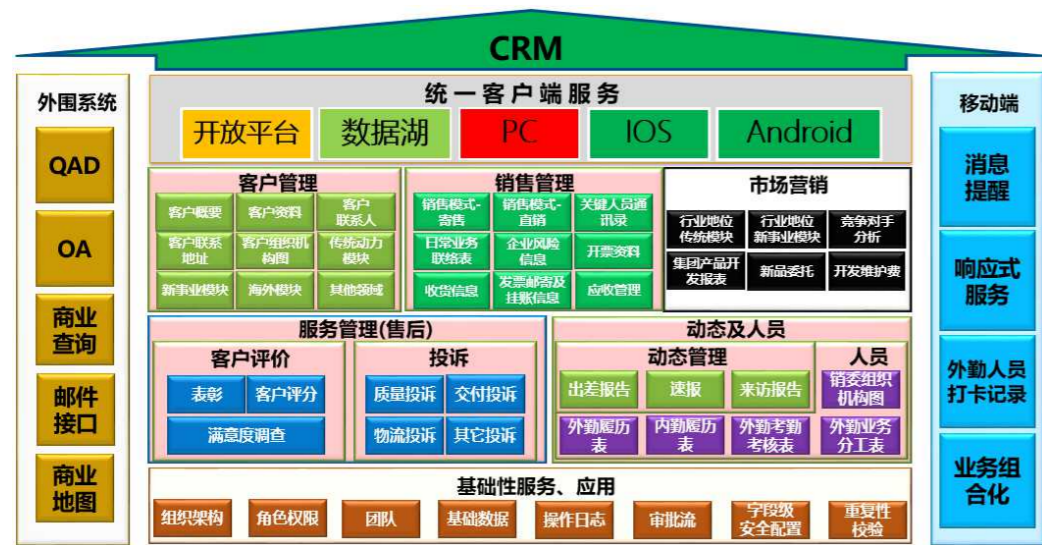 CRM
外围系统
QAD
OA
商业
查询
邮件
接口
商业
地图
统一客户端服务
开放平台
数据湖
PC
IOS
Android
客户管理
客户概要
客户资料
客户
联系人
客户联系
地址
客户组织机
构图
传统动力
模块
新事业模块
海外模块
其他领域
销售管理
销售模式-
寄售
销售模式-
直销
关键人员通
讯录
日常业务
联络表
企业风险
信息
开票资料
收货信息
发票邮寄及
挂账信息
应收管理
市场营销
行业地位
传统模块
行业地位
新事业模块
竞争对手
分析
集团产品开
发报表
新品委托
开发维护费
服务管理(售后)
客户评价
表彰
客户评分
满意度调查
投诉
质量投诉
交付投诉
物流投诉
其它投诉
动态及人员
动态管理
出差报告
速报
来访报告
外勤履历
表
内勤履历
表
外勤考勤
考核表
人员
销委组织
机构图
外勤业务
分工表
基础性服务、应用
组织架构
角色权限
团队
基础数据
操作日志
审批流
字段级
安全配置
重复性
校验
移动端
消息
提醒
响应式
服务
外勤人员
打卡记录
业务组
合化